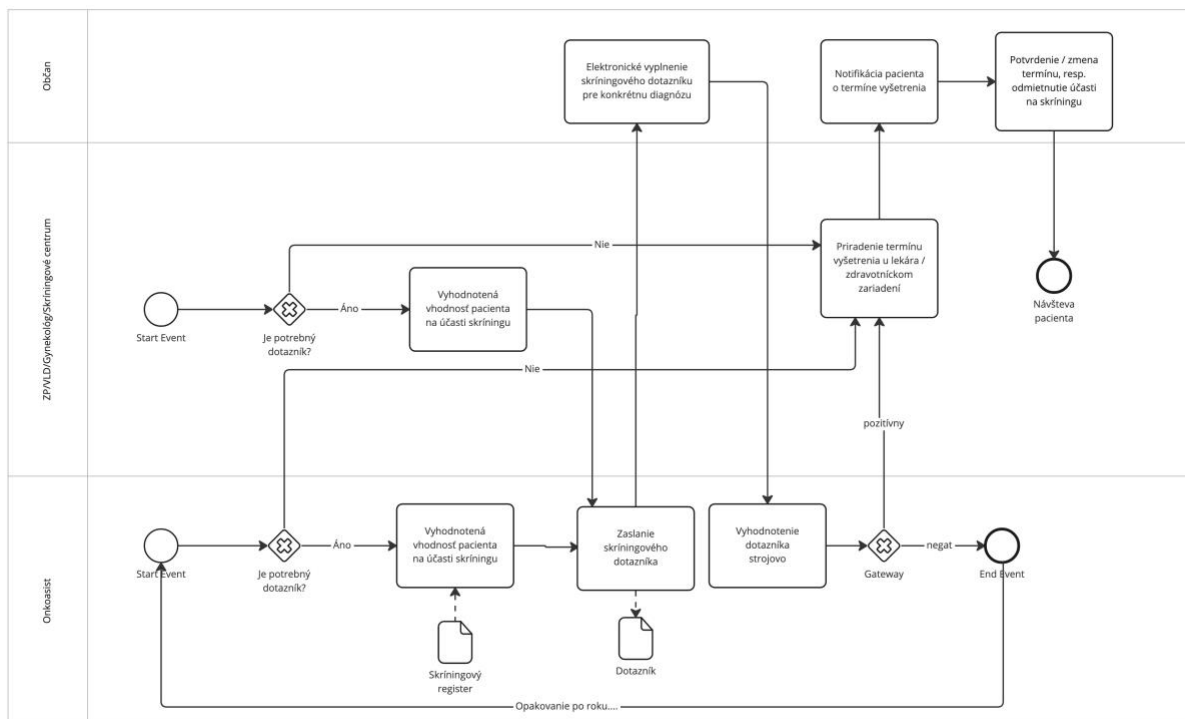 Občan
Elektronické vyplnenie
skríningového dotazníku
pre konkrétnu diagnózu
Notifikácia pacienta
o termíne vyšetrenia
Potvrdenie / zmena
termínu, resp.
odmietnutie účasti
na skríningu
ZP/VLD/Gynekológ/Skríningové centrum
Start Event
Je potrebný
dotazník?
Áno
Nie
Vyhodnotená
vhodnosť pacienta
na účasti skríningu
Priradenie termínu
vyšetrenia u lekára /
zdravotníckom
zariadení
Návšteva
pacienta
Nie
pozitívny
Onkoasist
Start Event
Je potrebný
dotazník?
Áno
Vyhodnotená
vhodnosť pacienta
na účasti skríningu
Skríningový
register
Zaslanie
skríningového
dotazníka
Dotazník
Vyhodnotenie
dotazníka
strojovo
Gateway
negat
End Event
Opakovanie po roku....